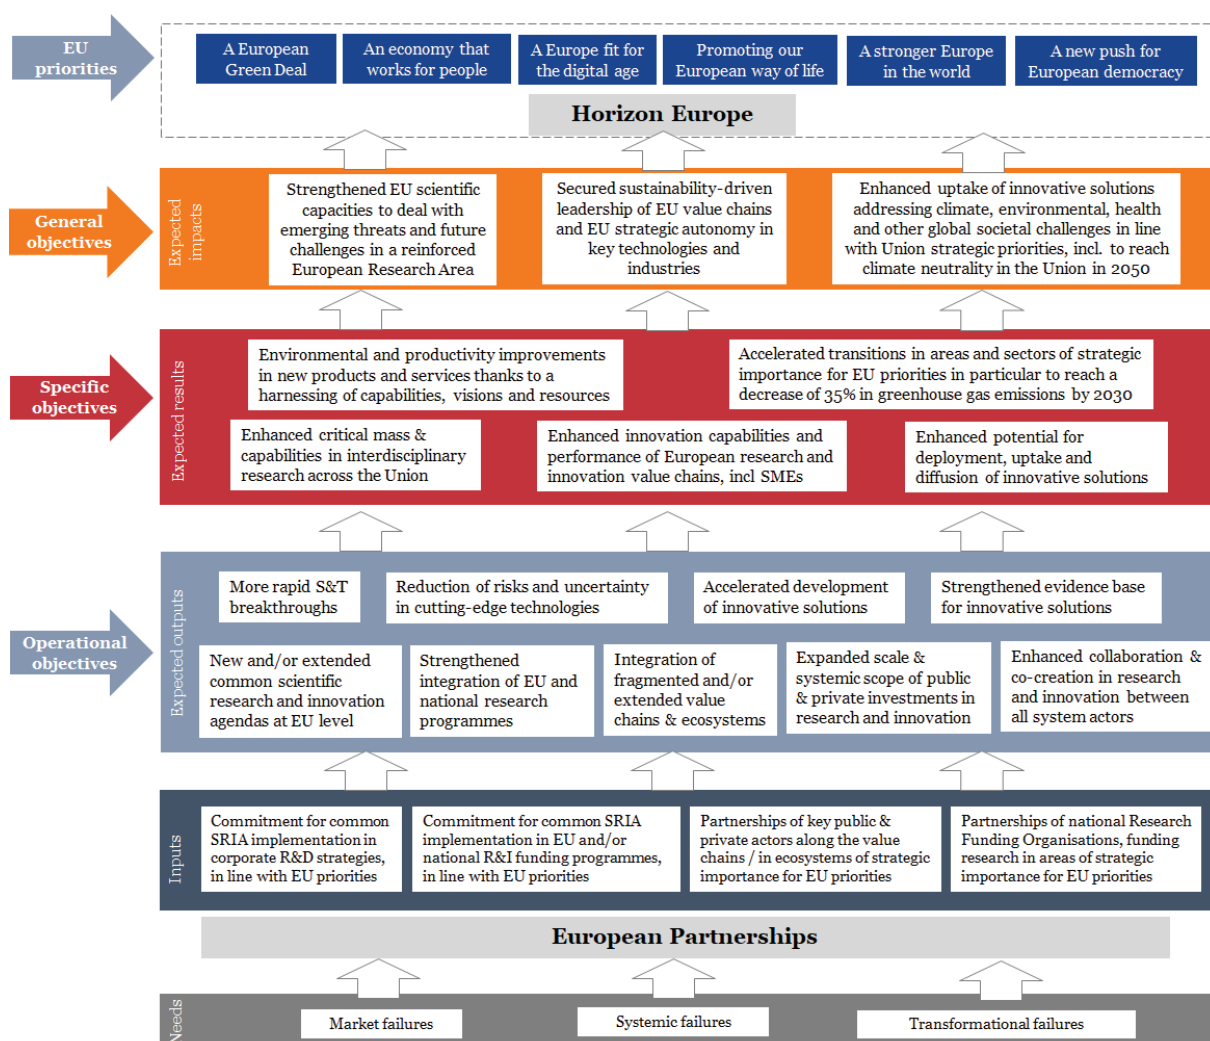 EU
priorities
A European
Green Deal
An economy that
works for people
A Europe fit for
the digital age
Promoting our
European way of life
A stronger Europe
in the world
A new push for
European democracy
Horizon Europe
General
objectives
Expected
impacts
Strengthened EU scientific
capacities to deal with
emerging threats and future
challenges in a reinforced
European Research Area
Secured sustainability-driven
leadership of EU value chains
and EU strategic autonomy in
key technologies and
industries
Enhanced uptake of innovative solutions
addressing climate, environmental, health
and other global societal challenges in line
with Union strategic priorities, incl. to reach
climate neutrality in the Union in 2050
Specific
objectives
Expected results
Environmental and productivity improvements
in new products and services thanks to a
harnessing of capabilities, visions and resources
Accelerated transitions in areas and sectors of strategic
importance for EU priorities in particular to reach a
decrease of 35% in greenhouse gas emissions by 2030
Enhanced critical mass &
capabilities in interdisciplinary
research across the Union
Enhanced innovation capabilities and
performance of European research and
innovation value chains, incl SMEs
Enhanced potential for
deployment, uptake and
diffusion of innovative solutions
Operational
objectives
Expected outputs
More rapid S&T
breakthroughs
Reduction of risks and uncertainty
in cutting-edge technologies
Accelerated development
of innovative solutions
Strengthened evidence base
for innovative solutions
New and/or extended
common scientific
research and innovation
agendas at EU level
Strengthened
integration of EU and
national research
programmes
Integration of
fragmented and/or
extended value
chains & ecosystems
Expanded scale &
systemic scope of public
& private investments in
research and innovation
Enhanced collaboration &
co-creation in research
and innovation between
all system actors
Inputs
Commitment for common
SRIA implementation in
corporate R&D strategies,
in line with EU priorities
Commitment for common SRIA
implementation in EU and/or
national R&I funding programmes,
in line with EU priorities
Partnerships of key public &
private actors along the value
chains / in ecosystems of strategic
importance for EU priorities
Partnerships of national Research
Funding Organisations, funding
research in areas of strategic
importance for EU priorities
European Partnerships
Needs
Market failures
Systemic failures
Transformational failures